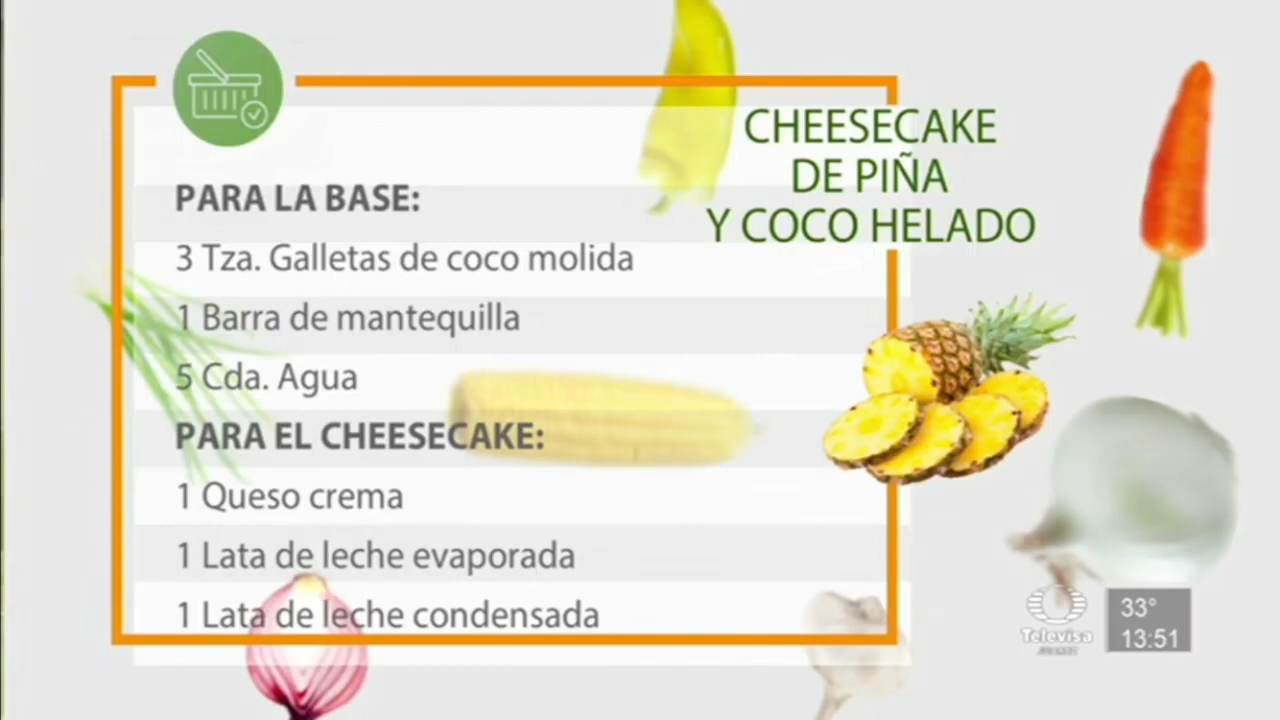 CHEESECAKE
DE PIÑA
Y COCO HELADO
PARA LA BASE:
3 Tza. Galletas de coco molida
1 Barra de mantequilla
5 Cda. Agua
PARA EL CHEESECAKE:
1 Queso crema
1 Lata de leche evaporada
1 Lata de leche condensada
Televisa
33°
13:51